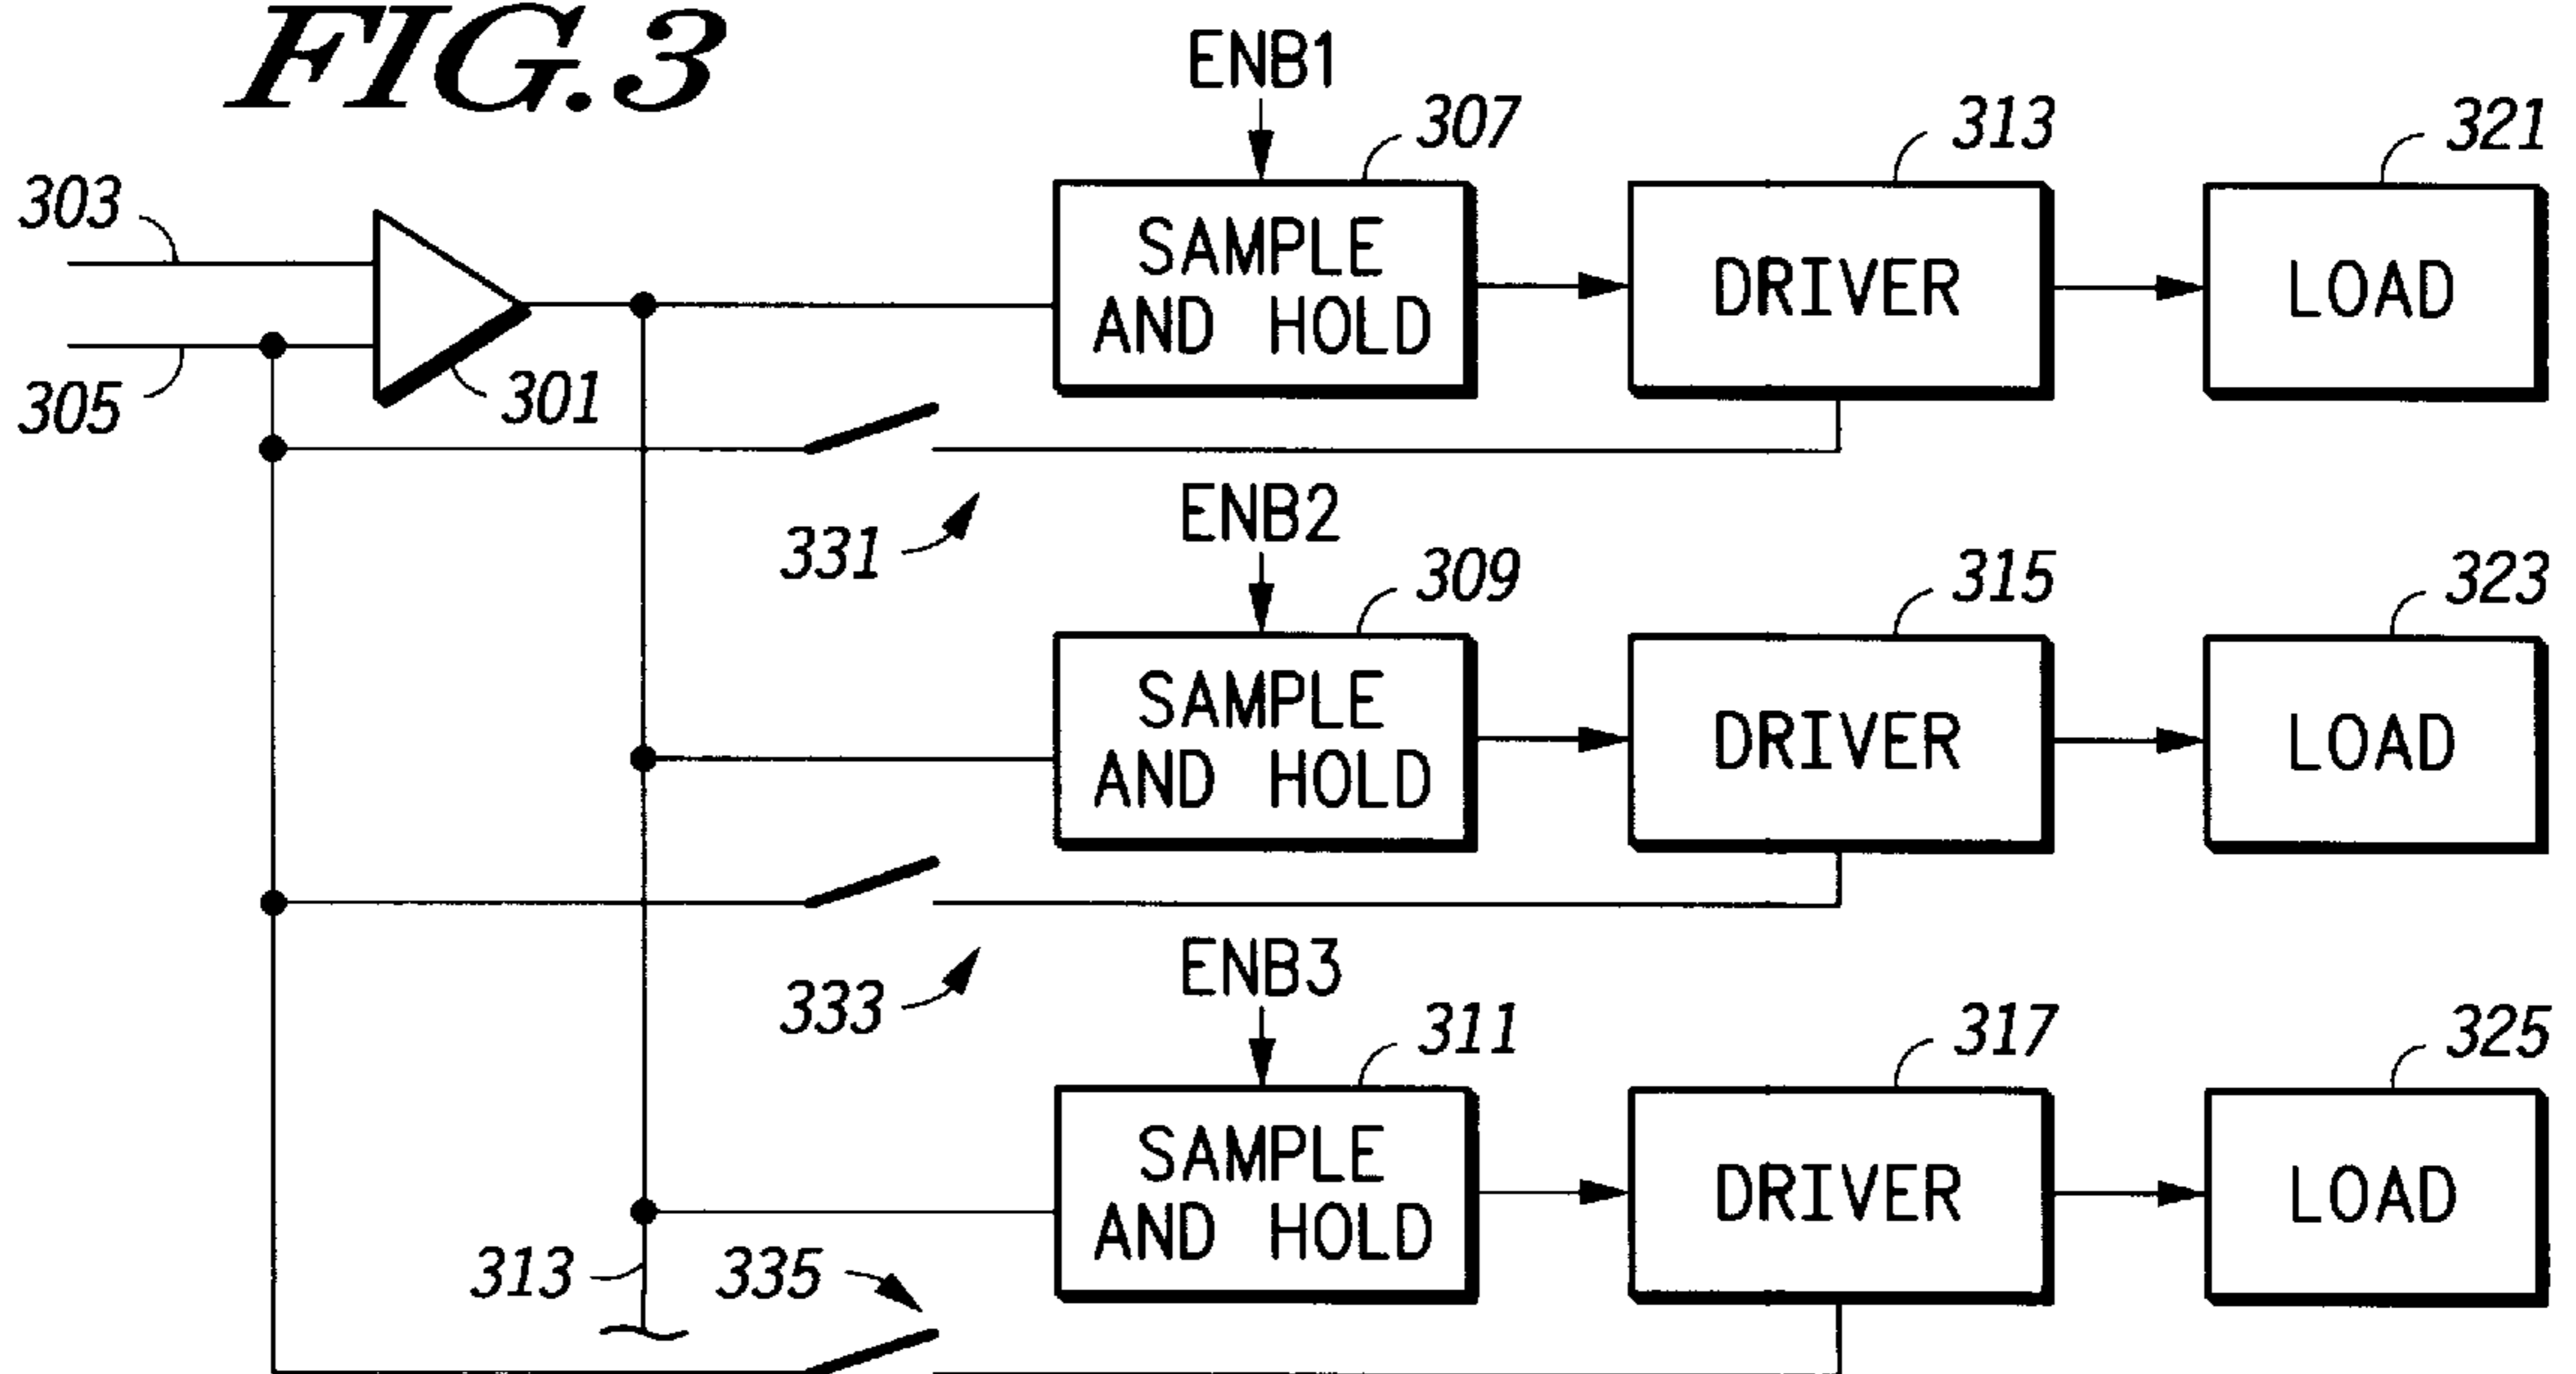 FIG.3
ENB1
307
313
321
303
SAMPLE
AND HOLD
DRIVER
LOAD
305
301
331
ENB2
309
315
323
SAMPLE
AND HOLD
DRIVER
LOAD
333
ENB3
311
317
325
SAMPLE
AND HOLD
DRIVER
LOAD
313
335